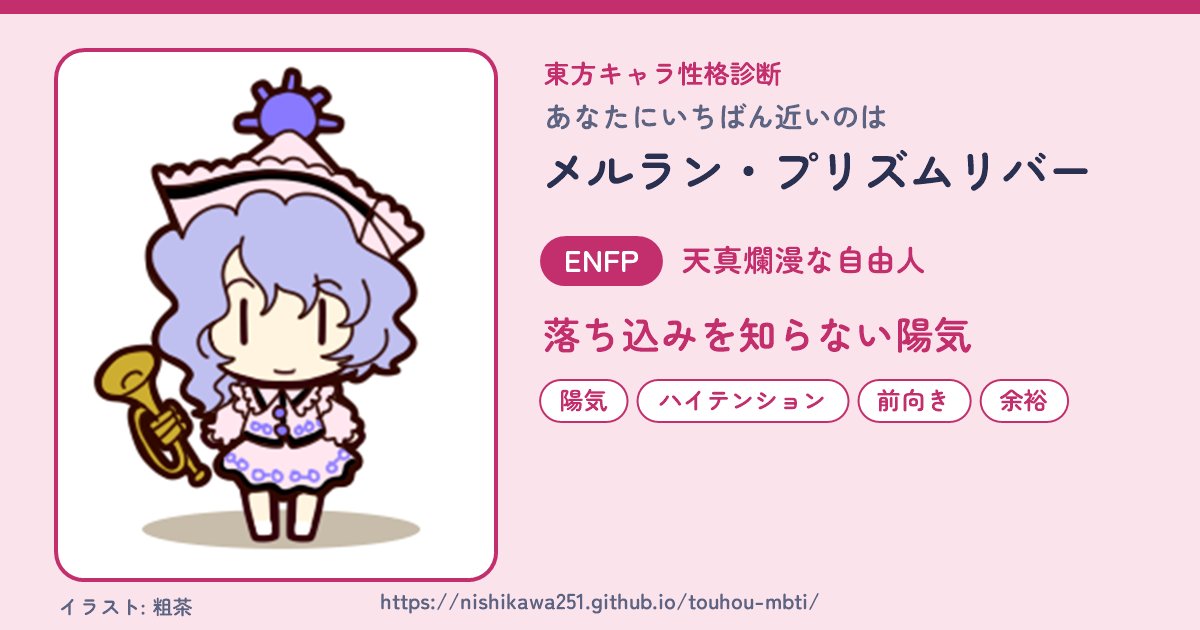 東方キャラ性格診断
あなたにいちばん近いのは
メルラン・プリズムリバー
ENFP 天真爛漫な自由人
落ち込みを知らない陽気
陽気 ハイテンション 前向き 余裕
イラスト: 粗茶
https://nishikawa251.github.io/touhou-mbti/